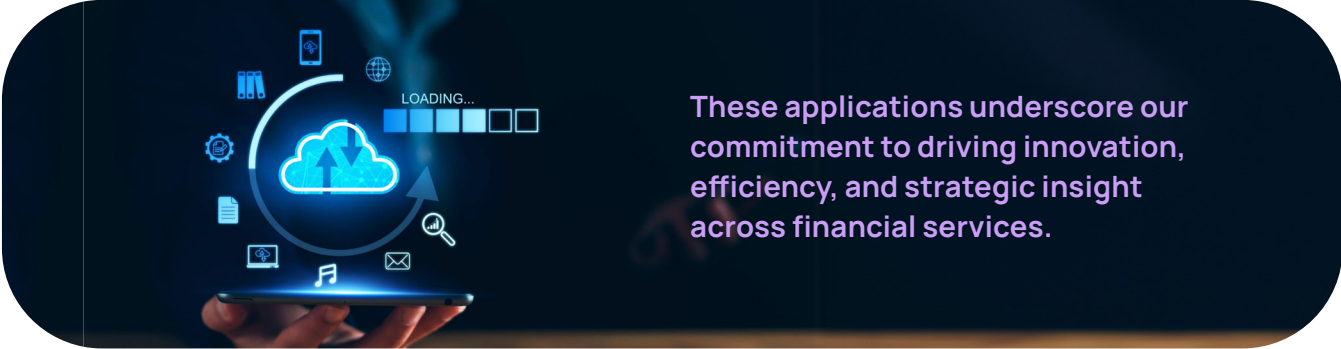 LOADING...
These applications underscore our
commitment to driving innovation,
efficiency, and strategic insight
across financial services.